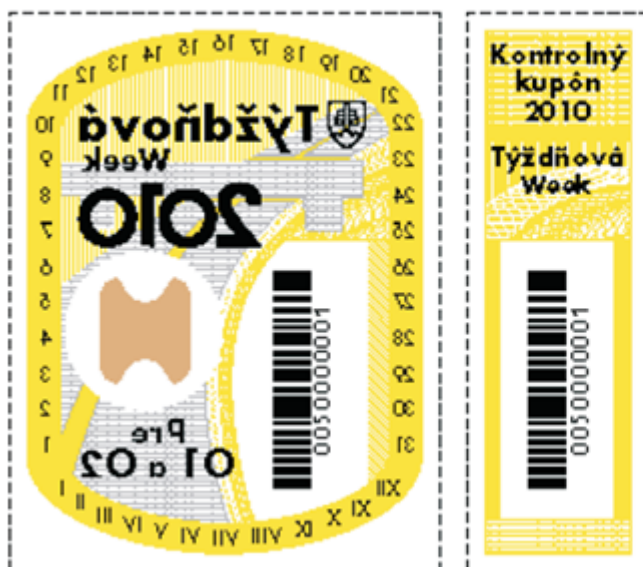 1 2 3 4 5 6 7 8 9 10 11 12 13 14 15 16 17 18 19 20 21 22 23 24 25 26 27 28 29 30 31
Týždňová
Week
2010
0050000001
Pre
O1 a O2
I II III IV V VI VII VIII IX X XI XII
Kontrolný
kupón
2010
Týždňová
Week
0050000001